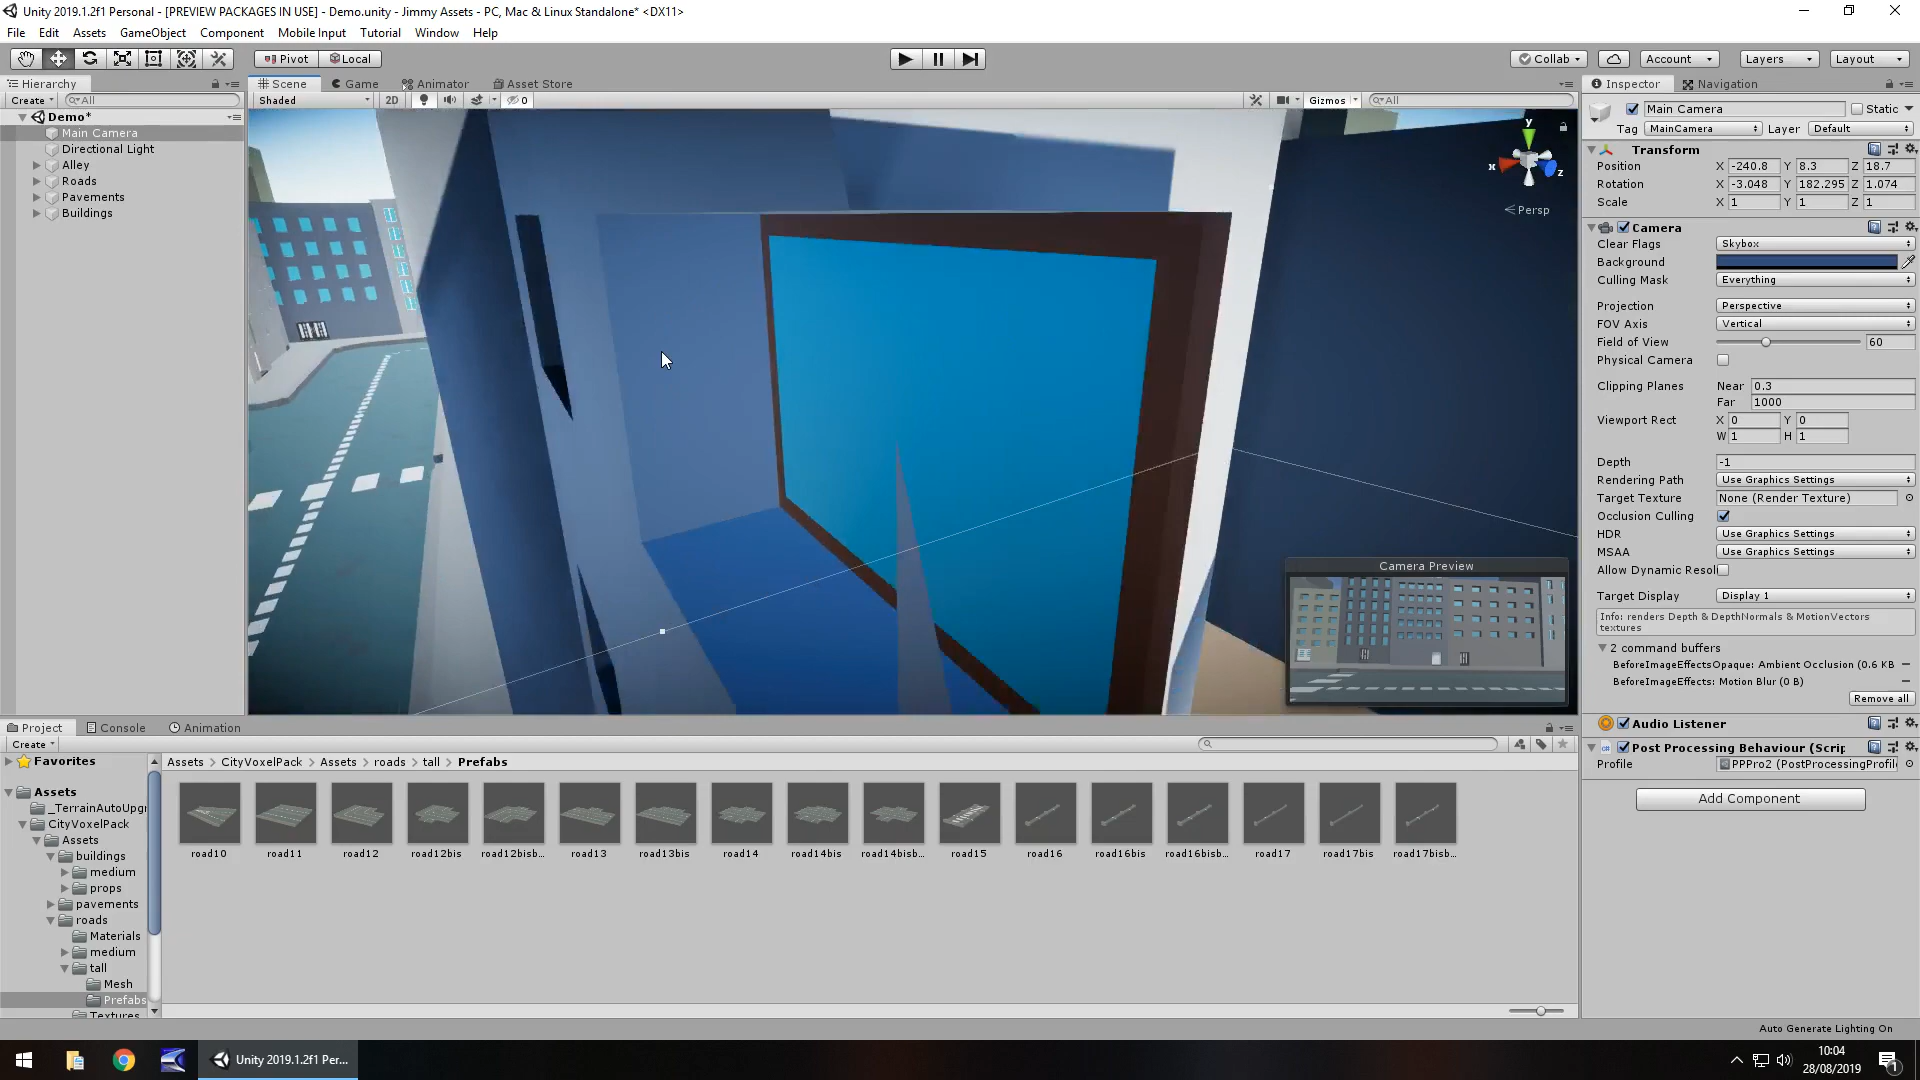 Unity 2019.1.2f1 Personal - [PREVIEW PACKAGES IN USE] - Demo.unity - Jimmy Assets - PC, Mac & Linux Standalone* <DX11>
File Edit Assets GameObject Component Mobile Input Tutorial Window Help
Pivot Local Collab Account Layers Layout
Hierarchy Scene Game Animator Asset Store Inspector Navigation
Create All Shaded 2D 0 Gizmos All
Demo*
Main Camera
Directional Light
Alley
Roads
Pavements
Buildings
y
x
z
Persp
Camera Preview
Main Camera Static
Tag MainCamera Layer Default
Transform
Position X -240.8 Y 8.3 Z 18.7
Rotation X -3.048 Y 182.295 Z 1.074
Scale X 1 Y 1 Z 1
Camera
Clear Flags Skybox
Background
Culling Mask Everything
Projection Perspective
FOV Axis Vertical
Field of View 60
Physical Camera
Clipping Planes Near 0.3
Far 1000
Viewport Rect X 0 Y 0
W 1 H 1
Depth -1
Rendering Path Use Graphics Settings
Target Texture None (Render Texture)
Occlusion Culling
HDR Use Graphics Settings
MSAA Use Graphics Settings
Allow Dynamic Resol
Target Display Display 1
Info: renders Depth & DepthNormals & MotionVectors
textures
2 command buffers
BeforeImageEffectsOpaque: Ambient Occlusion (0.6 KB
BeforeImageEffects: Motion Blur (0 B)
Remove all
Audio Listener
Post Processing Behaviour (Scrip
Profile PPPro2 (PostProcessingProfil
Add Component
Project Console Animation
Create
Favorites
Assets
_TerrainAutoUpgr
CityVoxelPack
Assets
buildings
medium
props
pavements
roads
Materials
medium
tall
Mesh
Prefabs
Textures
Assets > CityVoxelPack > Assets > roads > tall > Prefabs
road10 road11 road12 road12bis road12bisb... road13 road13bis road14 road14bis road14bisb... road15 road16 road16bis road16bisb... road17 road17bis road17bisb...
Auto Generate Lighting On
Unity 2019.1.2f1 Per...
10:04
28/08/2019
1